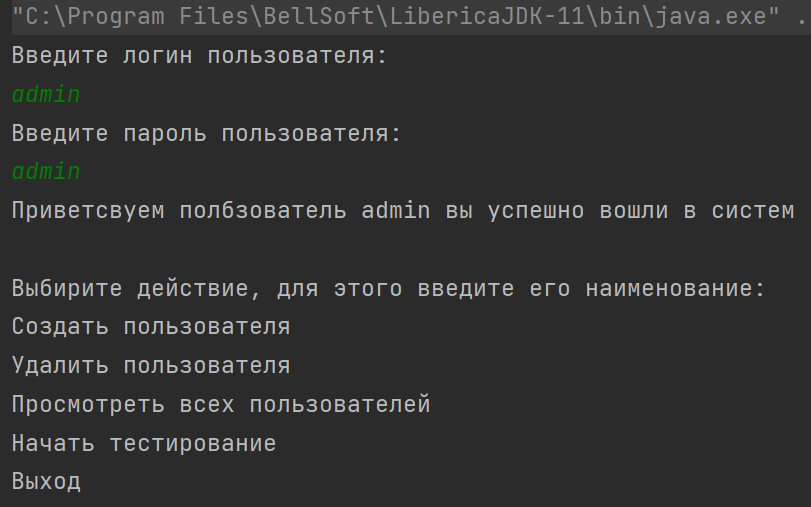 "C:\Program Files\BellSoft\LibericaJDK-11\bin\java.exe" .
Введите логин пользователя:
admin
Введите пароль пользователя:
admin
Приветсвуем полбзователь admin вы успешно вошли в систем
Выбирите действие, для этого введите его наименование:
Создать пользователя
Удалить пользователя
Просмотреть всех пользователей
Начать тестирование
Выход